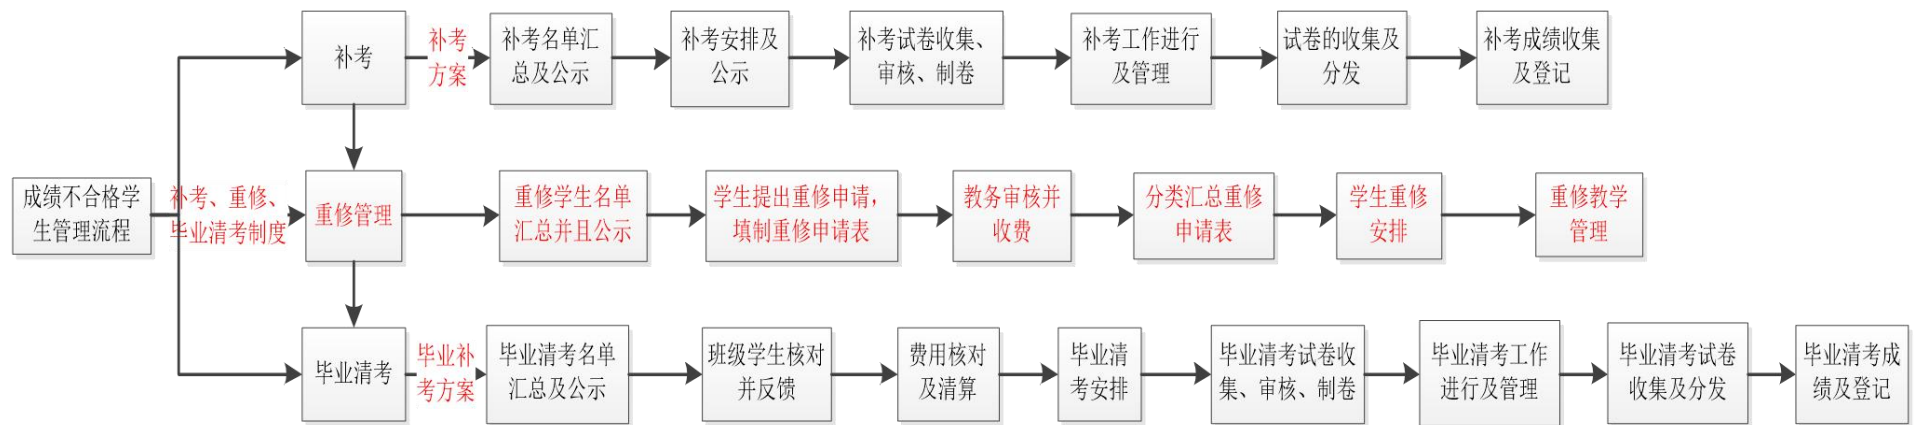 补考
补考
方案
补考名单汇
总及公示
补考安排及
公示
补考试卷收集、
审核、制卷
补考工作进行
及管理
试卷的收集及
分发
补考成绩收集
及登记
成绩不合格学
生管理流程
补考、重修、
毕业清考制度
重修管理
重修学生名单
汇总并且公示
学生提出重修申请，
填制重修申请表
教务审核并
收费
分类汇总重修
申请表
学生重修
安排
重修教学
管理
毕业清考
毕业补
考方案
毕业清考名单
汇总及公示
班级学生核对
并反馈
费用核对
及清算
毕业清
考安排
毕业清考试卷收
集、审核、制卷
毕业清考工作
进行及管理
毕业清考试卷
收集及分发
毕业清考成
绩及登记